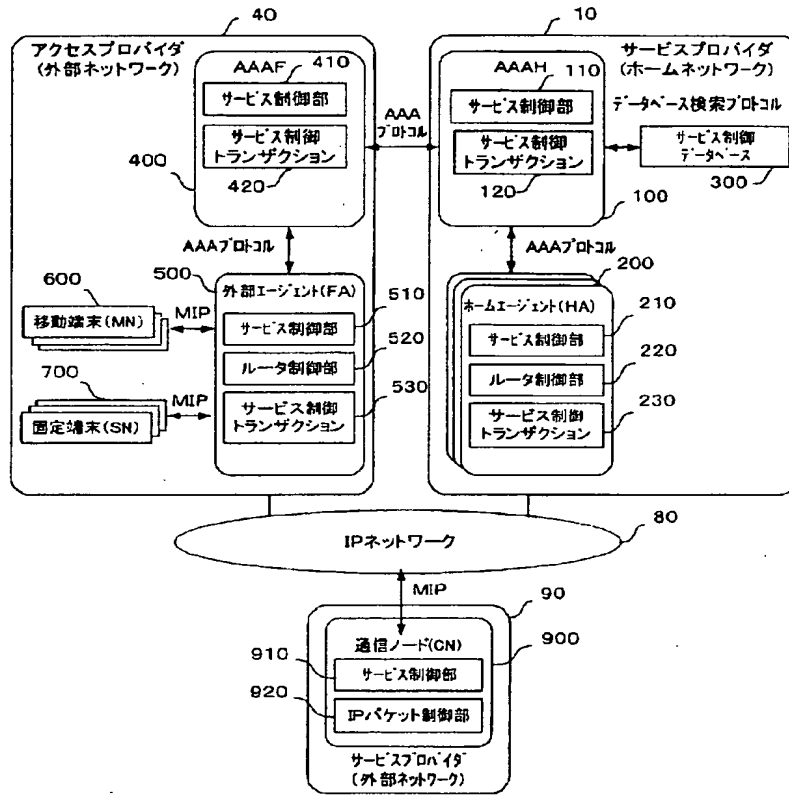 40
アクセスプロバイダ
(外部ネットワーク)
AAAF
410
サービス制御部
サービス制御
トランザクション
420
400
AAA
プロトコル
10
サービスプロバイダ
(ホームネットワーク)
AAAH
110
サービス制御部
サービス制御
トランザクション
120
100
データベース検索プロトコル
サービス制御
データベース
300
AAAプロトコル
AAAプロトコル
500
外部エージェント(FA)
510
サービス制御部
520
ルータ制御部
530
サービス制御
トランザクション
600
移動端末(MN)
MIP
700
固定端末(SN)
MIP
200
ホームエージェント(HA)
210
サービス制御部
220
ルータ制御部
230
サービス制御
トランザクション
IPネットワーク
80
MIP
90
通信ノード(CN)
900
910
サービス制御部
920
IPパケット制御部
サービスプロバイダ
(外部ネットワーク)